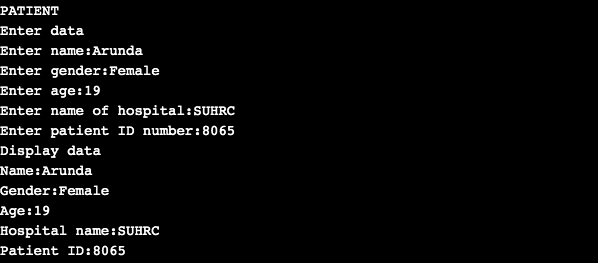 PATIENT
Enter data
Enter name:Arunda
Enter gender:Female
Enter age:19
Enter name of hospital:SUHRC
Enter patient ID number:8065
Display data
Name:Arunda
Gender:Female
Age:19
Hospital name:SUHRC
Patient ID:8065